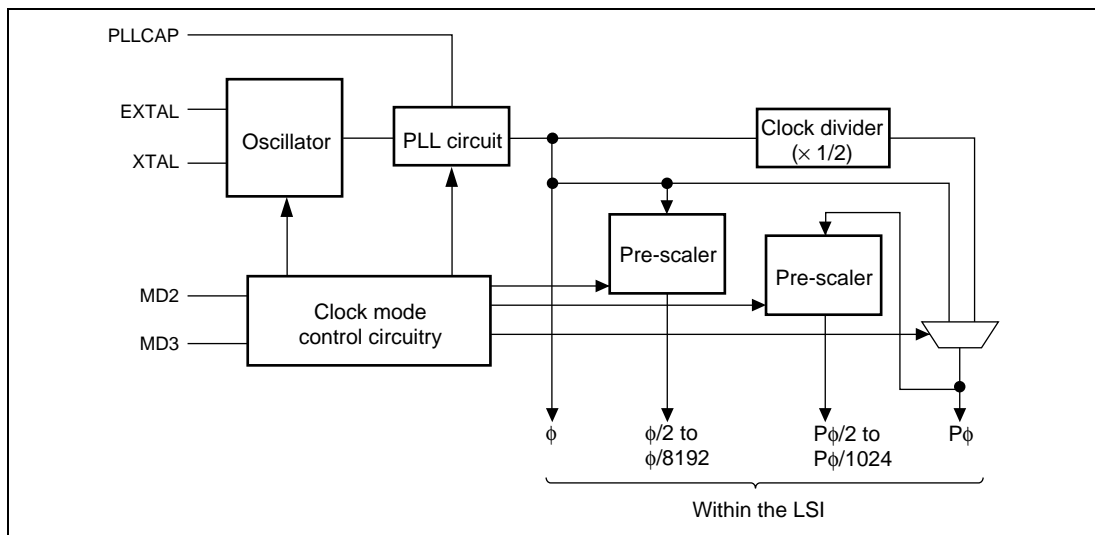 PLLCAP
EXTAL
XTAL
Oscillator
PLL circuit
Clock divider
(× 1/2)
Pre-scaler
Pre-scaler
MD2
MD3
Clock mode
control circuitry
ϕ
ϕ/2 to
ϕ/8192
Pϕ/2 to
Pϕ/1024
Pϕ
Within the LSI